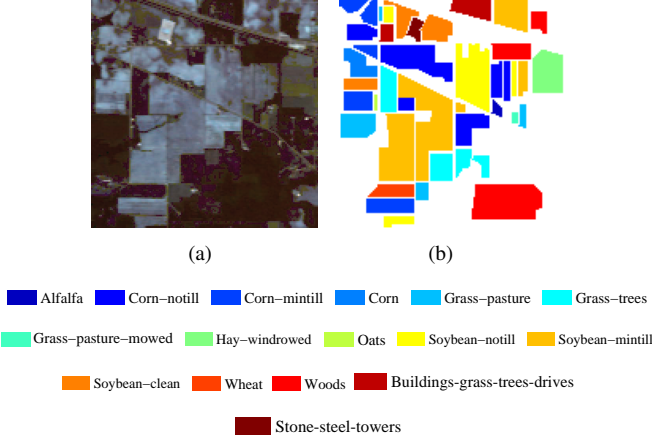 (a) (b)
Alfalfa Corn−notill Corn−mintill Corn Grass−pasture Grass−trees
Grass−pasture−mowed Hay−windrowed Oats Soybean−notill Soybean−mintill
Soybean−clean Wheat Woods Buildings-grass-trees-drives
Stone-steel-towers